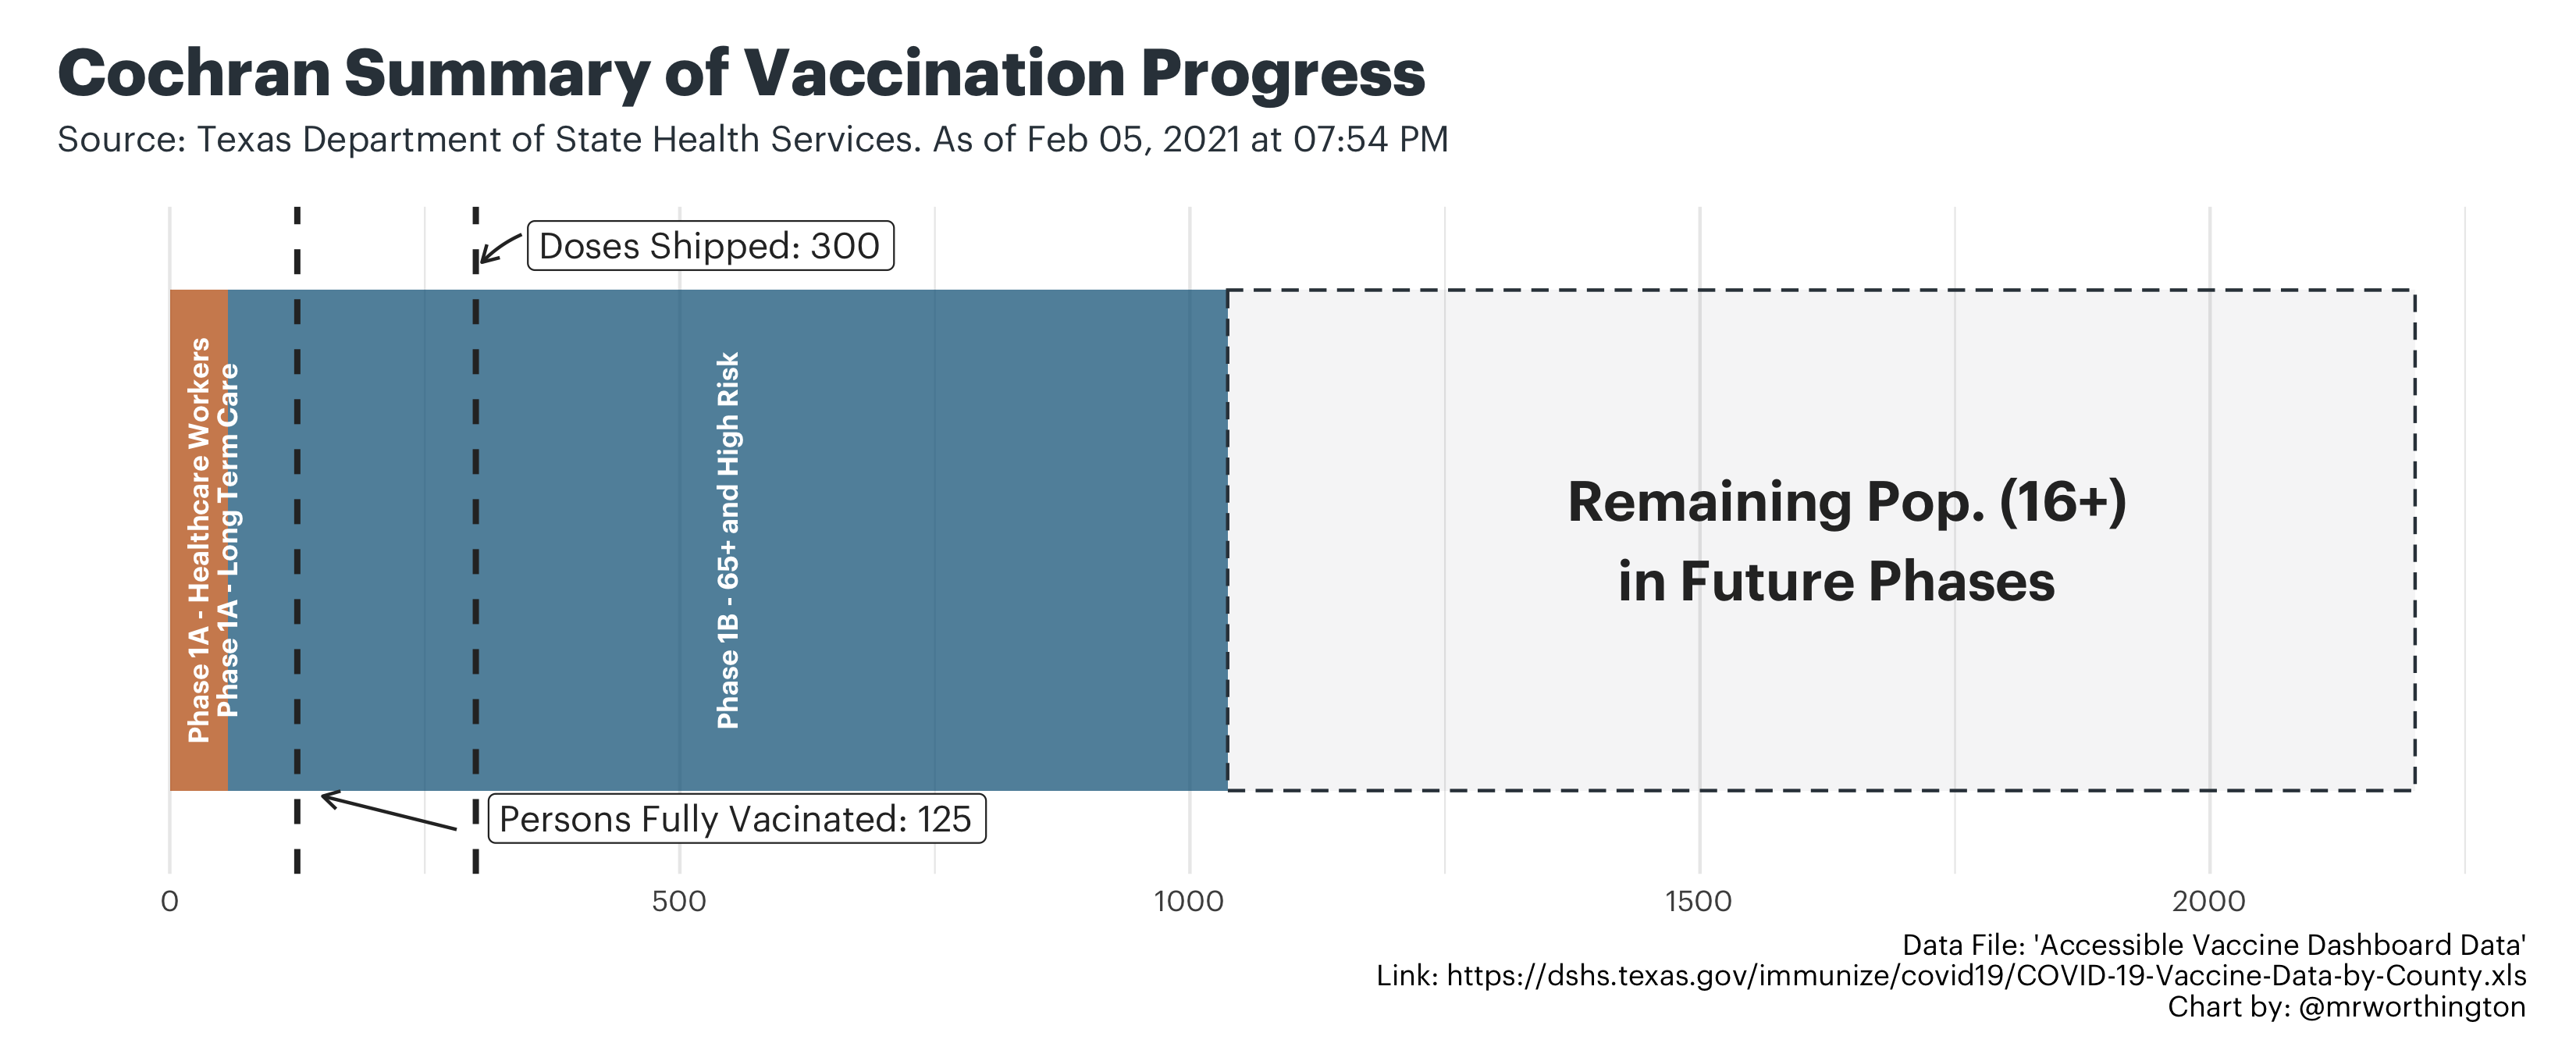 Cochran Summary of Vaccination Progress
Source: Texas Department of State Health Services. As of Feb 05, 2021 at 07:54 PM
Doses Shipped: 300
Phase 1A - Healthcare Workers
Phase 1A - Long Term Care
Phase 1B - 65+ and High Risk
Remaining Pop. (16+)
in Future Phases
Persons Fully Vacinated: 125
0 500 1000 1500 2000
Data File: 'Accessible Vaccine Dashboard Data'
Link: https://dshs.texas.gov/immunize/covid19/COVID-19-Vaccine-Data-by-County.xls
Chart by: @mrworthington